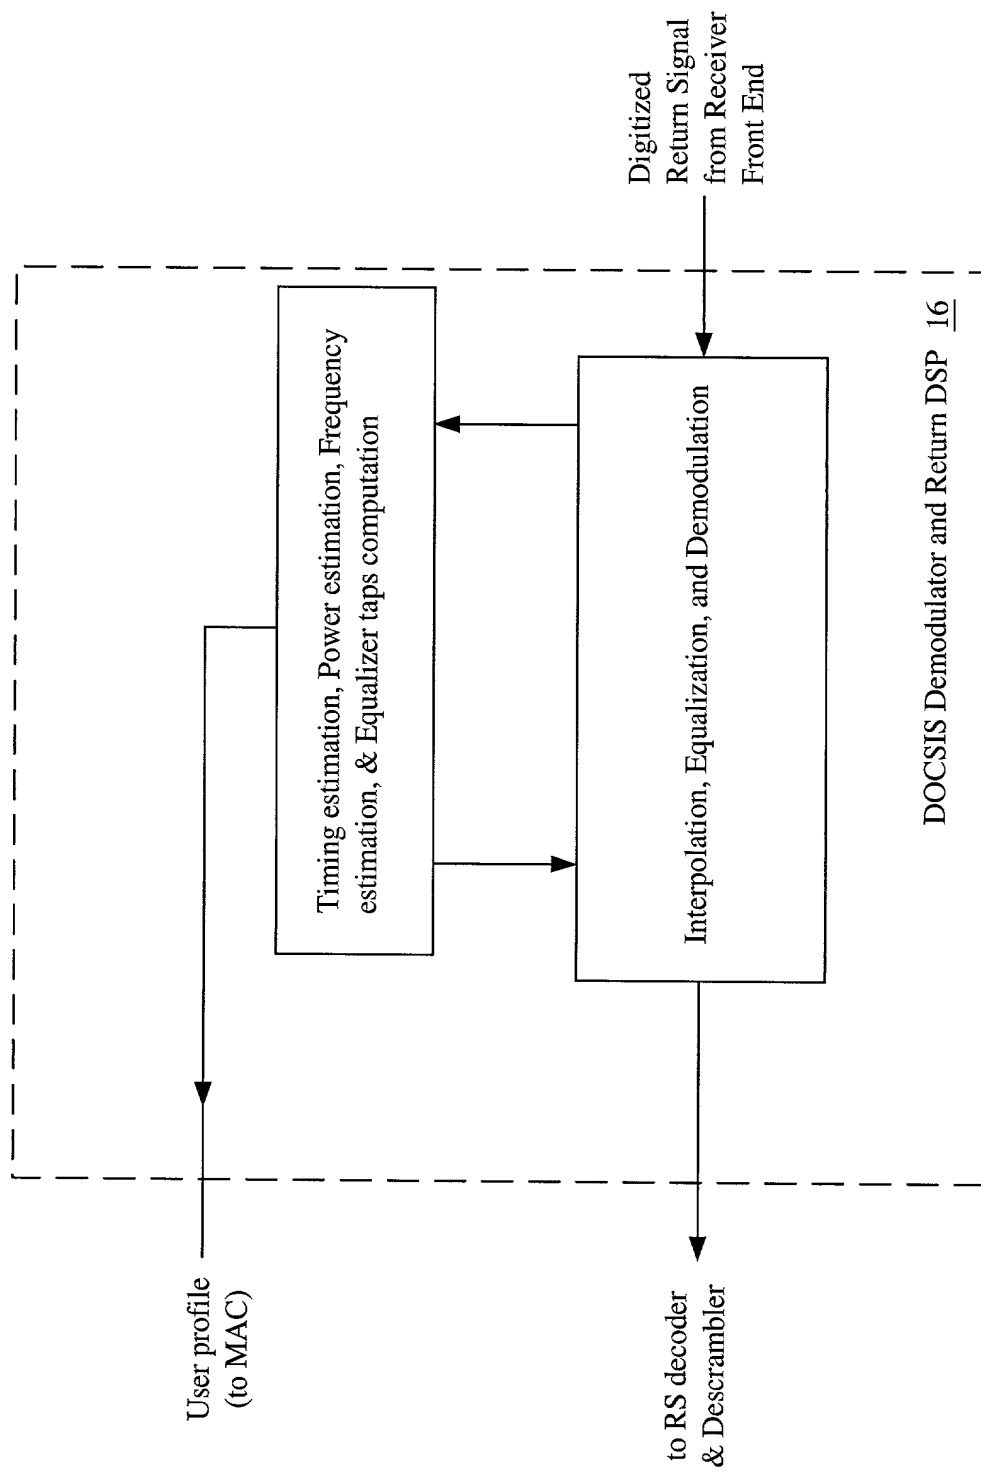 User profile
(to MAC)
Timing estimation, Power estimation, Frequency
estimation, & Equalizer taps computation
to RS decoder
& Descrambler
Interpolation, Equalization, and Demodulation
Digitized
Return Signal
from Receiver
Front End
DOCSIS Demodulator and Return DSP 16